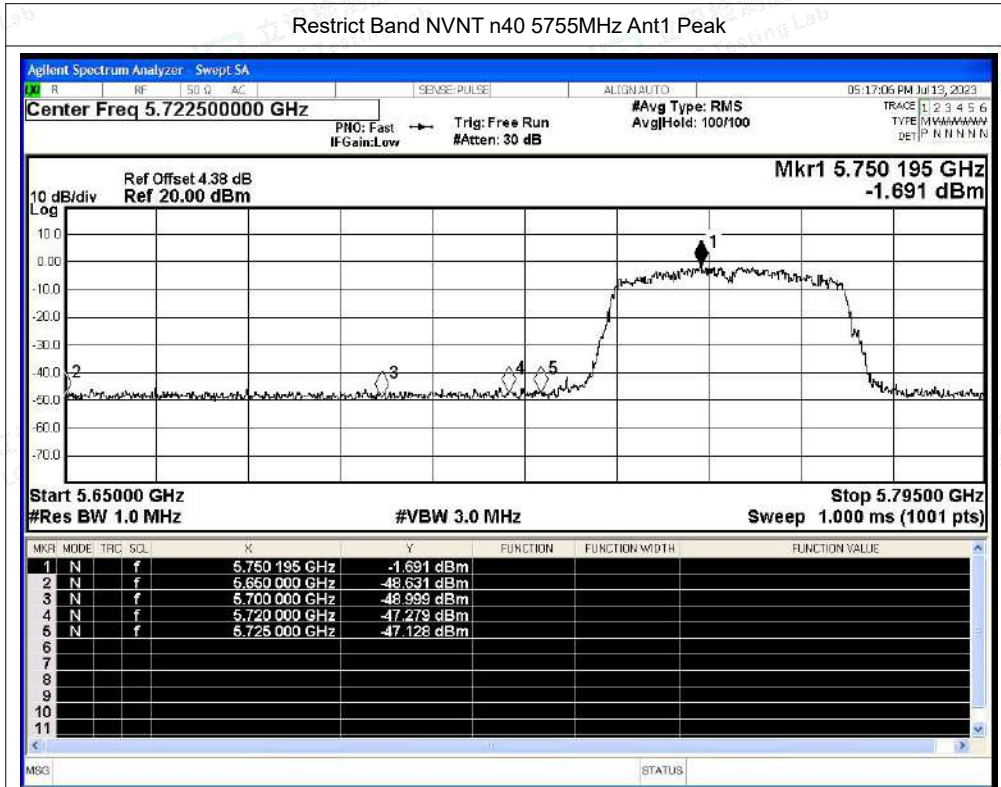 Restrict Band NVNT n40 5755MHz Ant1 Peak
Agilent Spectrum Analyzer - Swept SA
R RF 50 Ω AC SENSE:PULSE ALIGN AUTO 05:17:06 PM Jul 13, 2023
Center Freq 5.722500000 GHz #Avg Type: RMS TRACE 1 2 3 4 5 6
PNO: Fast Trig: Free Run Avg|Hold: 100/100 TYPE M
IFGain:Low #Atten: 30 dB DET P N N N N N
Mkr1 5.750 195 GHz
Ref Offset 4.38 dB
10 dB/div Ref 20.00 dBm -1.691 dBm
Log
10.0
0.00
-10.0
-20.0
-30.0
-40.0
-50.0
-60.0
-70.0
1
2 3 4 5
Start 5.65000 GHz Stop 5.79500 GHz
#Res BW 1.0 MHz #VBW 3.0 MHz Sweep 1.000 ms (1001 pts)
MKR MODE TRC SCL X Y FUNCTION FUNCTION WIDTH FUNCTION VALUE
1 N f 5.750 195 GHz -1.691 dBm
2 N f 5.650 000 GHz -48.631 dBm
3 N f 5.700 000 GHz -48.999 dBm
4 N f 5.720 000 GHz -47.279 dBm
5 N f 5.725 000 GHz -47.128 dBm
6
7
8
9
10
11
MSG STATUS